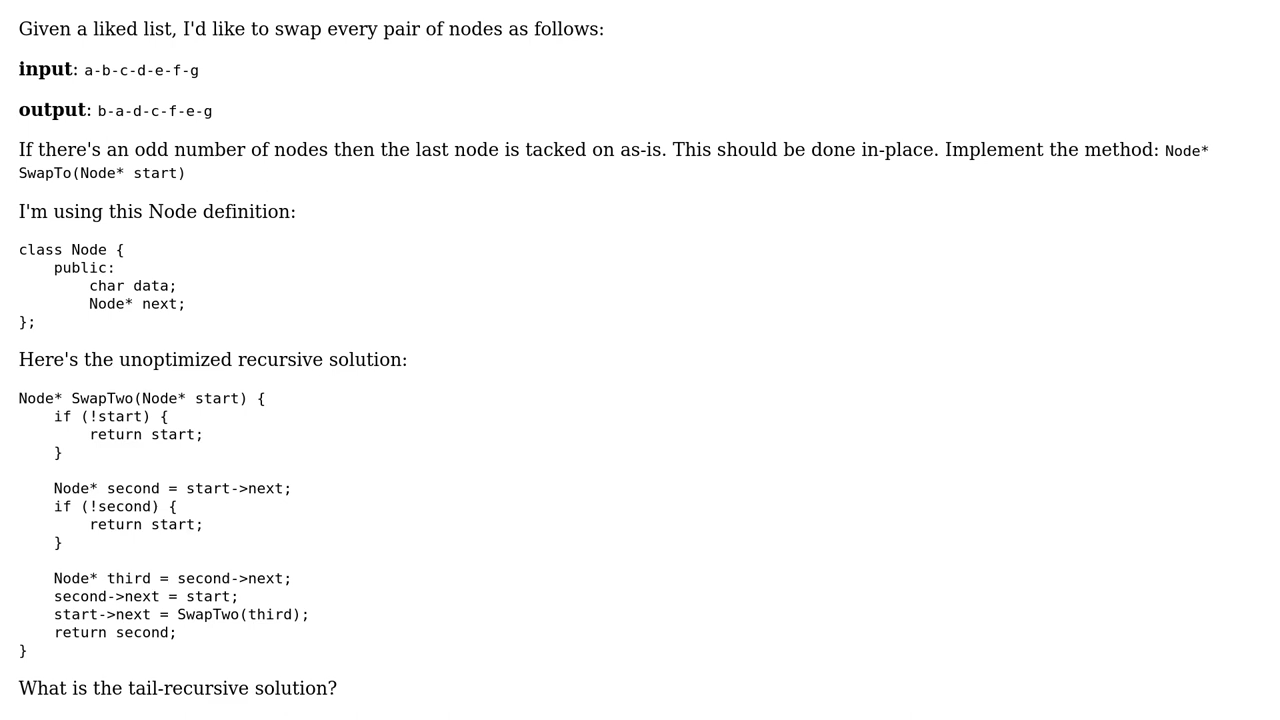 Given a liked list, I'd like to swap every pair of nodes as follows:
input: a-b-c-d-e-f-g
output: b-a-d-c-f-e-g
If there's an odd number of nodes then the last node is tacked on as-is. This should be done in-place. Implement the method: Node*
SwapTo(Node* start)
I'm using this Node definition:
class Node {
    public:
        char data;
        Node* next;
};
Here's the unoptimized recursive solution:
Node* SwapTwo(Node* start) {
    if (!start) {
        return start;
    }
    Node* second = start->next;
    if (!second) {
        return start;
    }
    Node* third = second->next;
    second->next = start;
    start->next = SwapTwo(third);
    return second;
}
What is the tail-recursive solution?